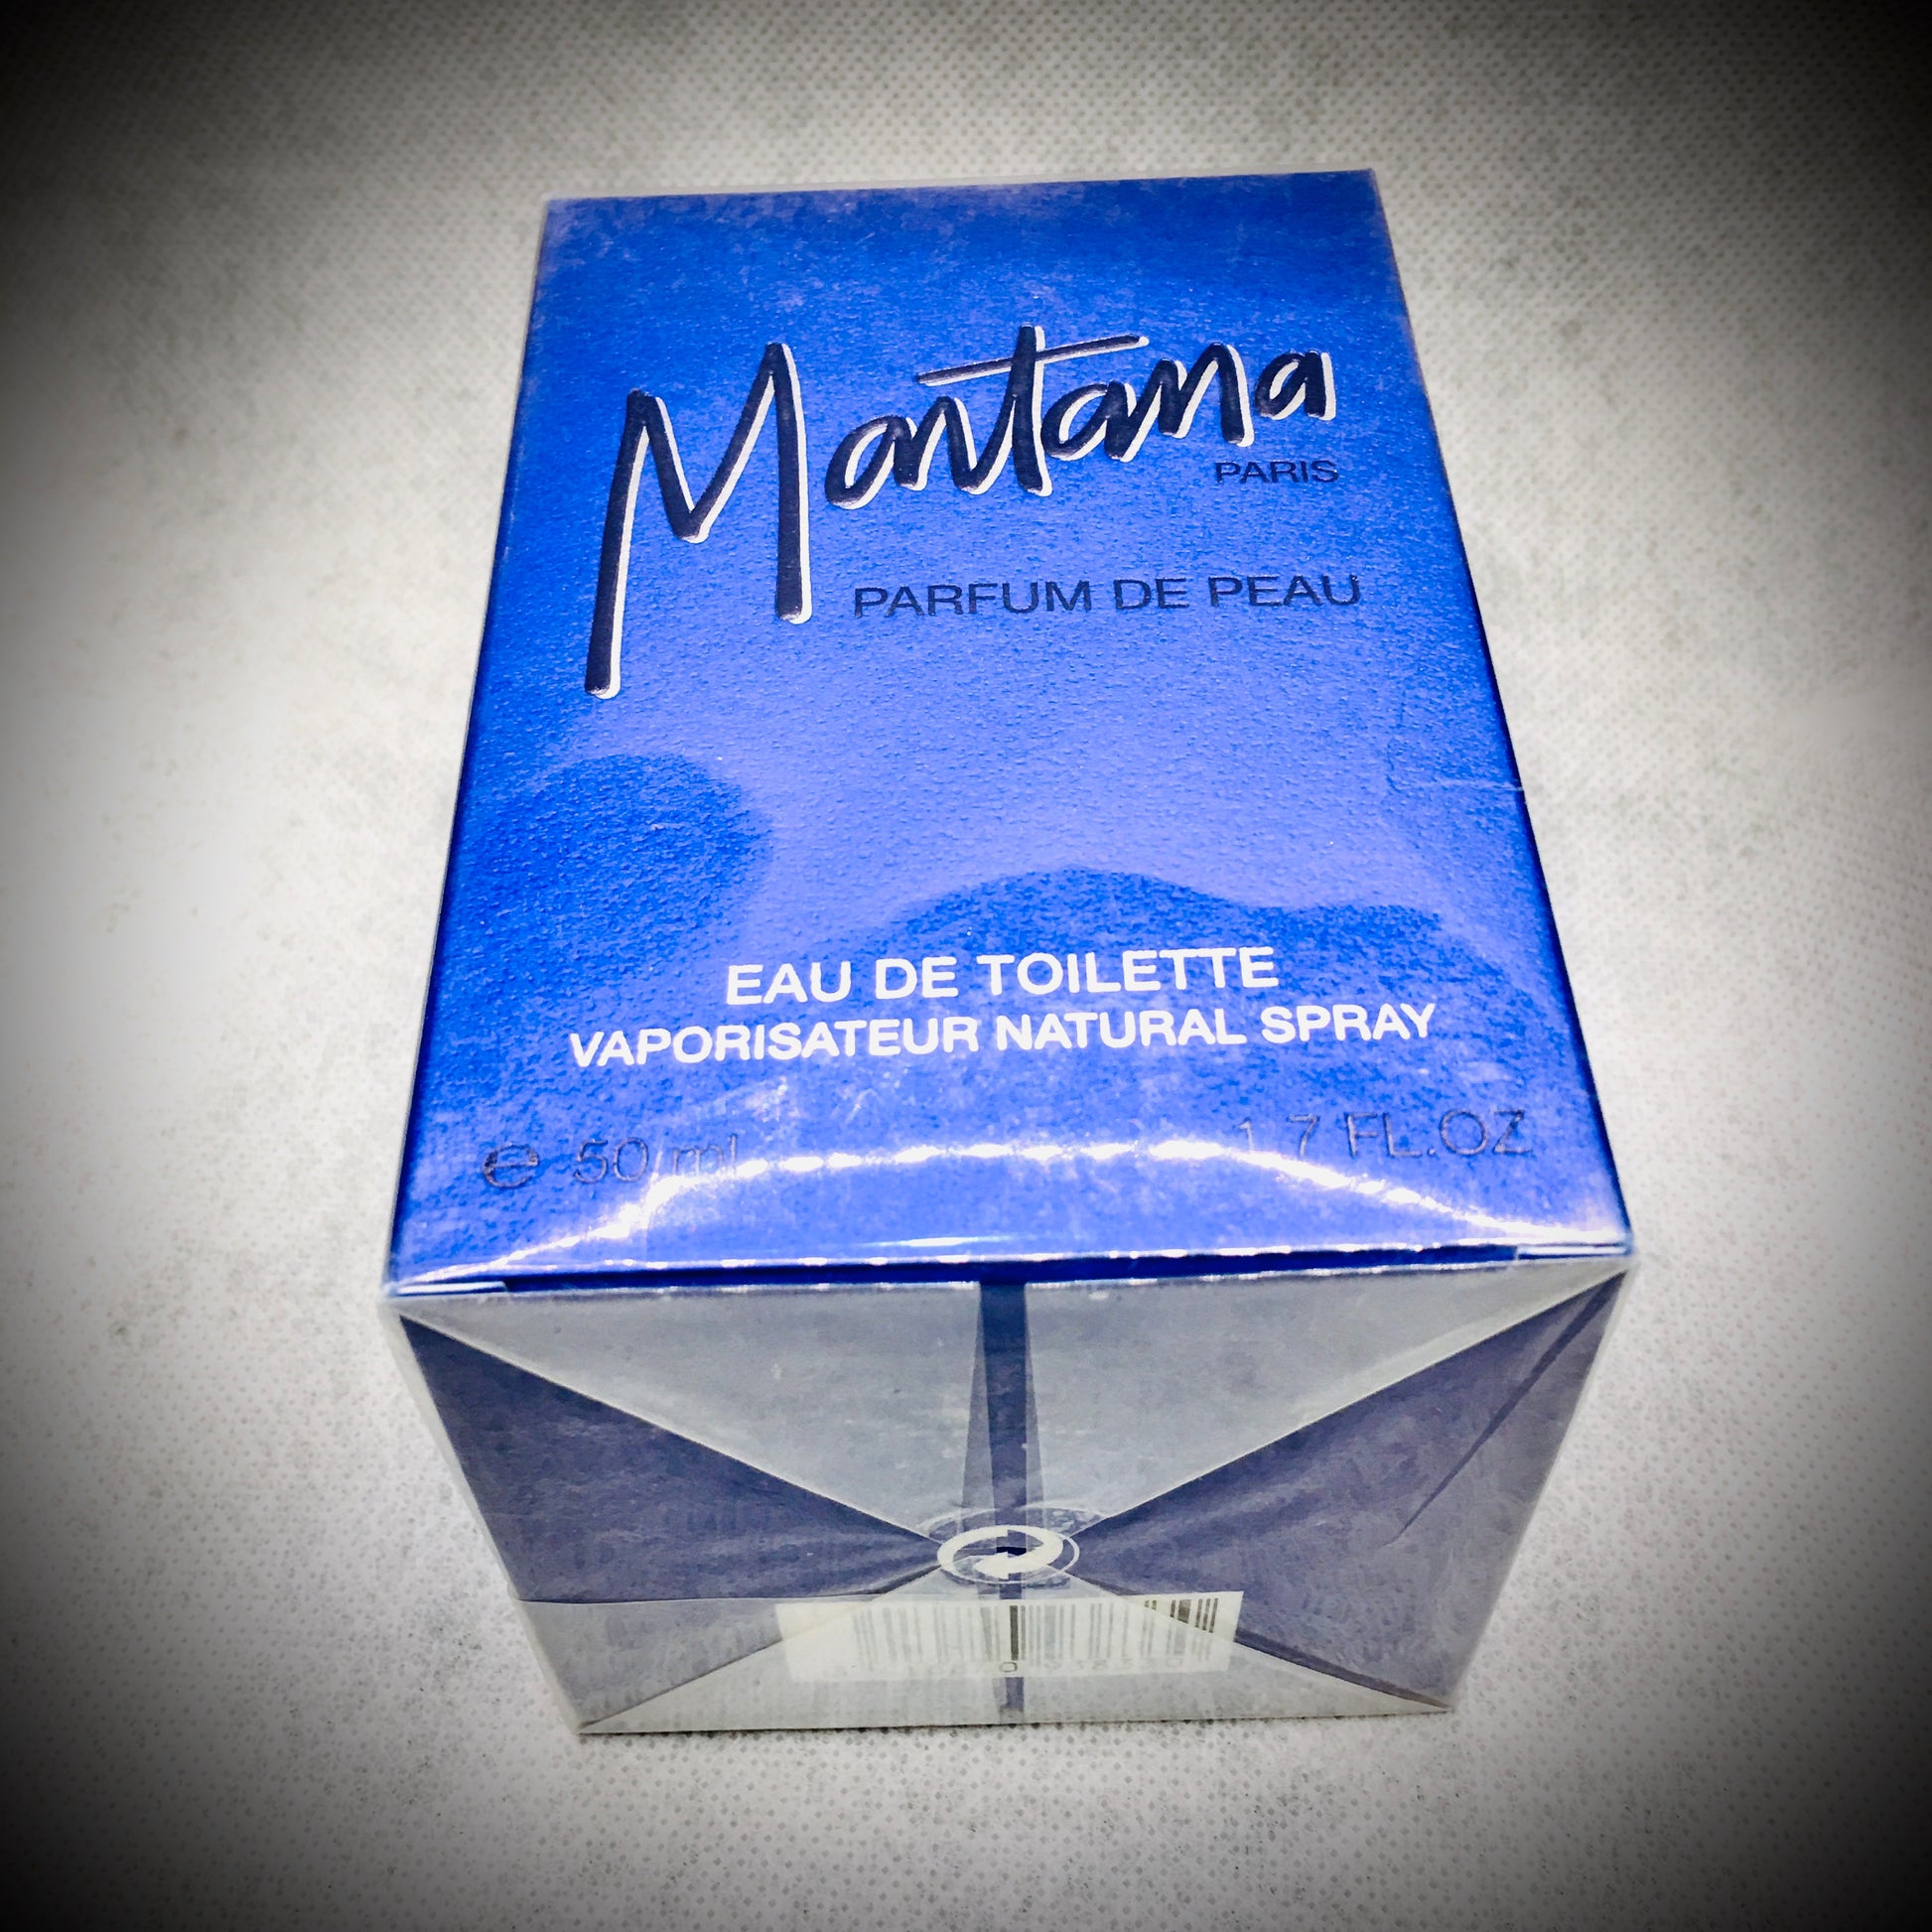 Montana
PARIS
PARFUM DE PEAU
EAU DE TOILETTE
VAPORISATEUR NATURAL SPRAY
℮ 50 ml 1.7 FL.OZ